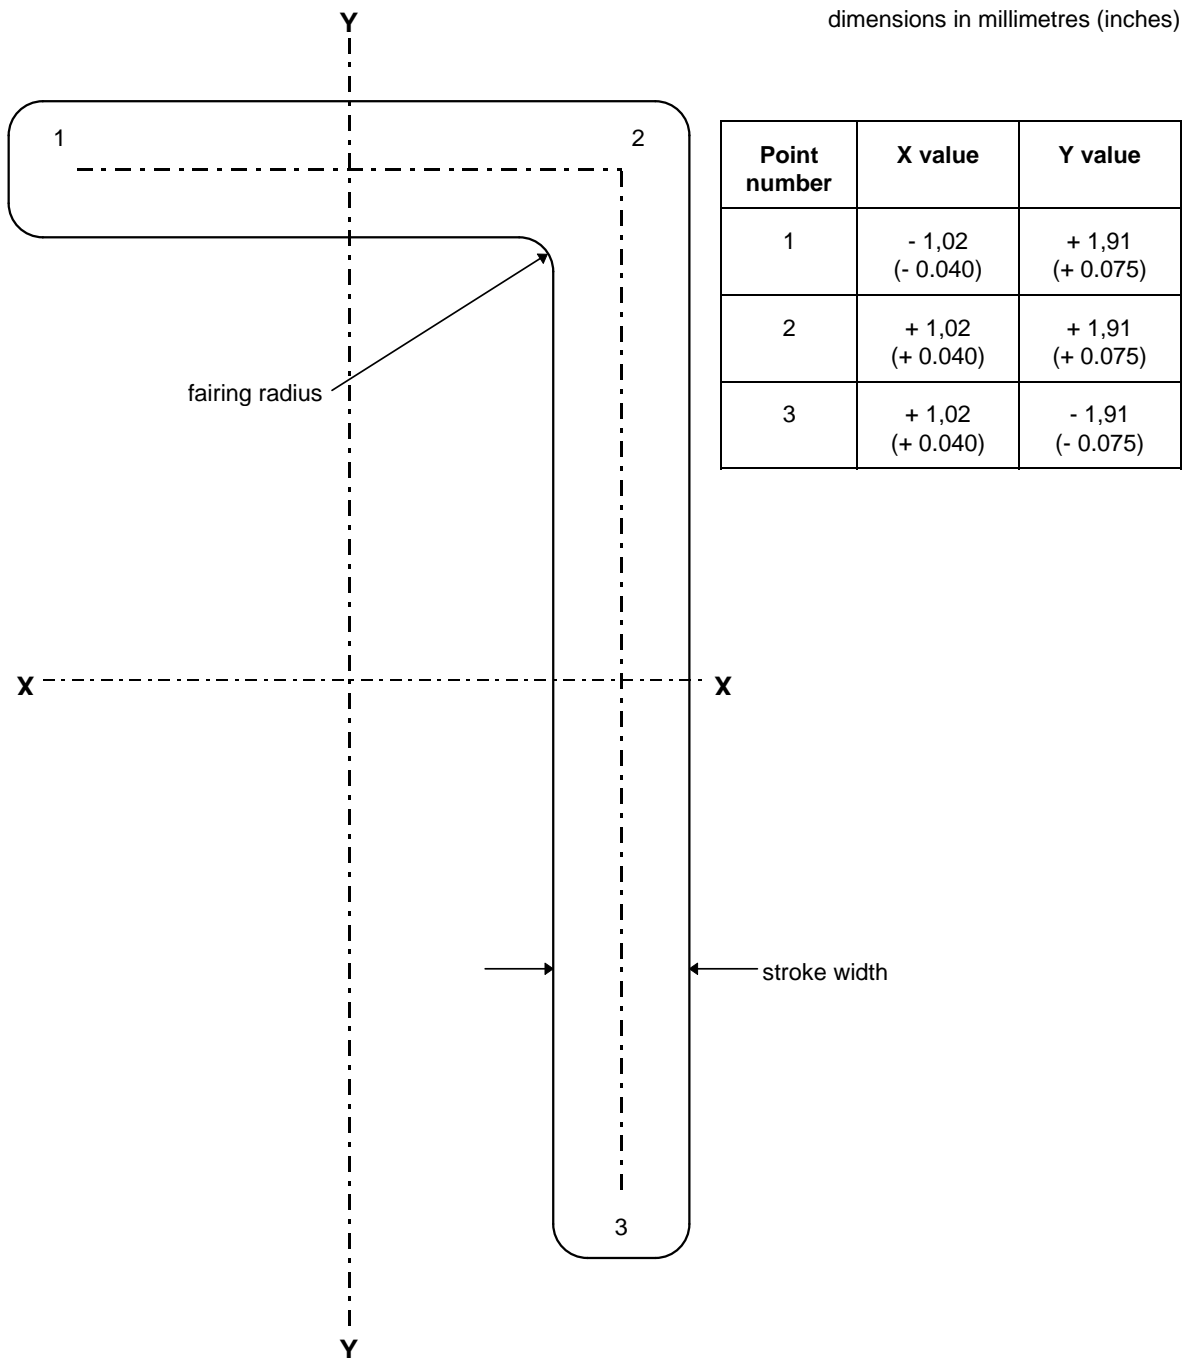 Y
dimensions in millimetres (inches)
1
2
Point number
X value
Y value
1
- 1,02
(- 0.040)
+ 1,91
(+ 0.075)
2
+ 1,02
(+ 0.040)
+ 1,91
(+ 0.075)
3
+ 1,02
(+ 0.040)
- 1,91
(- 0.075)
fairing radius
X
X
stroke width
3
Y